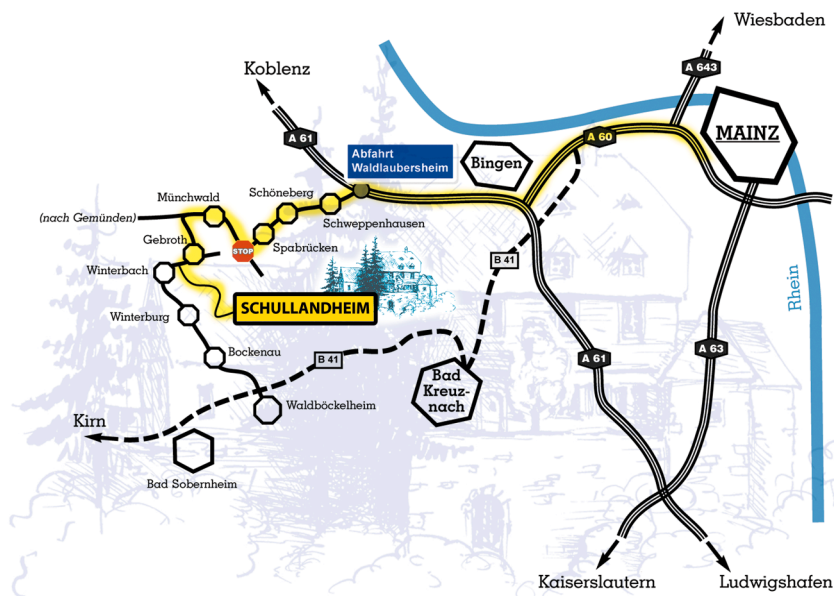 Wiesbaden
Koblenz
A 643
A 61
A 60
MAINZ
Abfahrt
Waldlaubersheim
Bingen
Münchwald
Schöneberg
(nach Gemünden)
Schweppenhausen
Gebroth
STOP
Spabrücken
Winterbach
B 41
Rhein
SCHULLANDHEIM
Winterburg
Bockenau
B 41
A 61
A 63
Bad
Kreuz-
nach
Waldböckelheim
Kirn
Bad Sobernheim
Kaiserslautern
Ludwigshafen